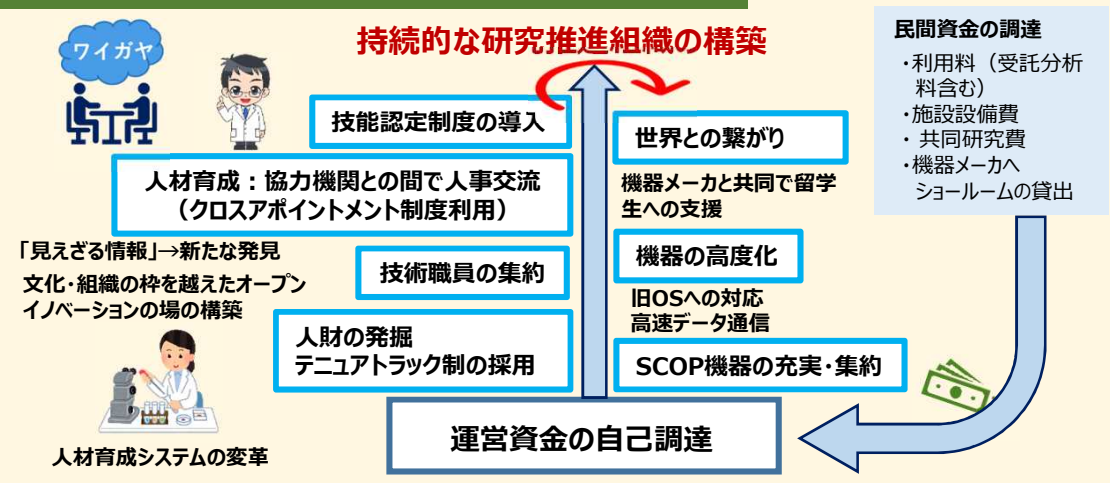 持続的な研究推進組織の構築
ワイガヤ
技能認定制度の導入
人材育成：協力機関との間で人事交流
（クロスアポイントメント制度利用）
「見えざる情報」→新たな発見
文化・組織の枠を越えたオープン
イノベーションの場の構築
技術職員の集約
人財の発掘
テニュアトラック制の採用
人材育成システムの変革
世界との繋がり
機器メーカと共同で留学
生への支援
機器の高度化
旧OSへの対応
高速データ通信
SCOP機器の充実・集約
運営資金の自己調達
民間資金の調達
・利用料（受託分析
料含む）
・施設設備費
・ 共同研究費
・機器メーカへ
ショールームの貸出